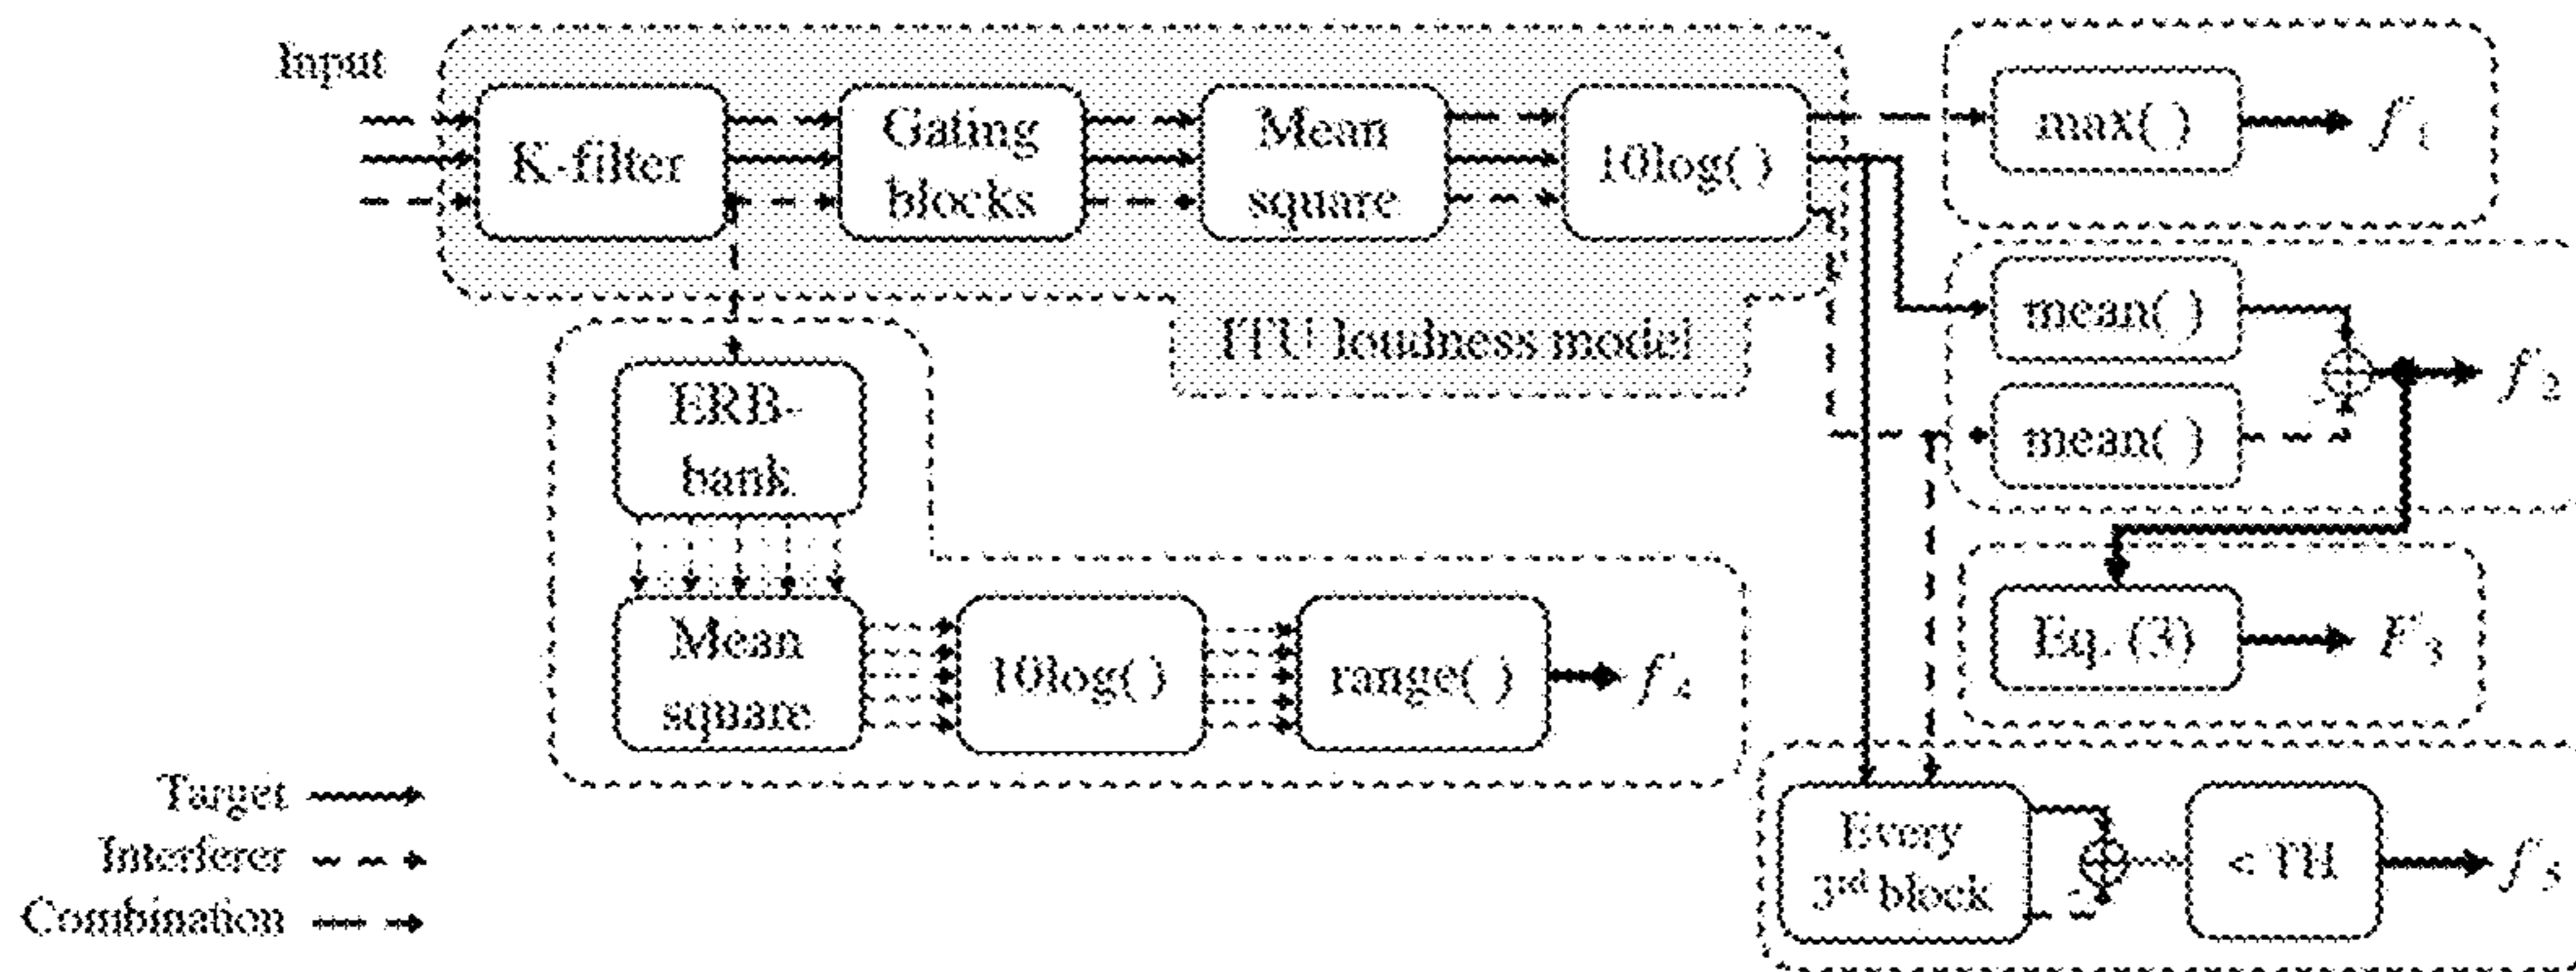 Input
K-filter
Gating
blocks
Mean
square
10log( )
max( )
f1
ITU loudness model
mean( )
mean( )
f2
ERB-
bank
Mean
square
10log( )
range( )
f4
Eq. (3)
F3
Every
3rd block
< TH
f5
Target
Interferer
Combination